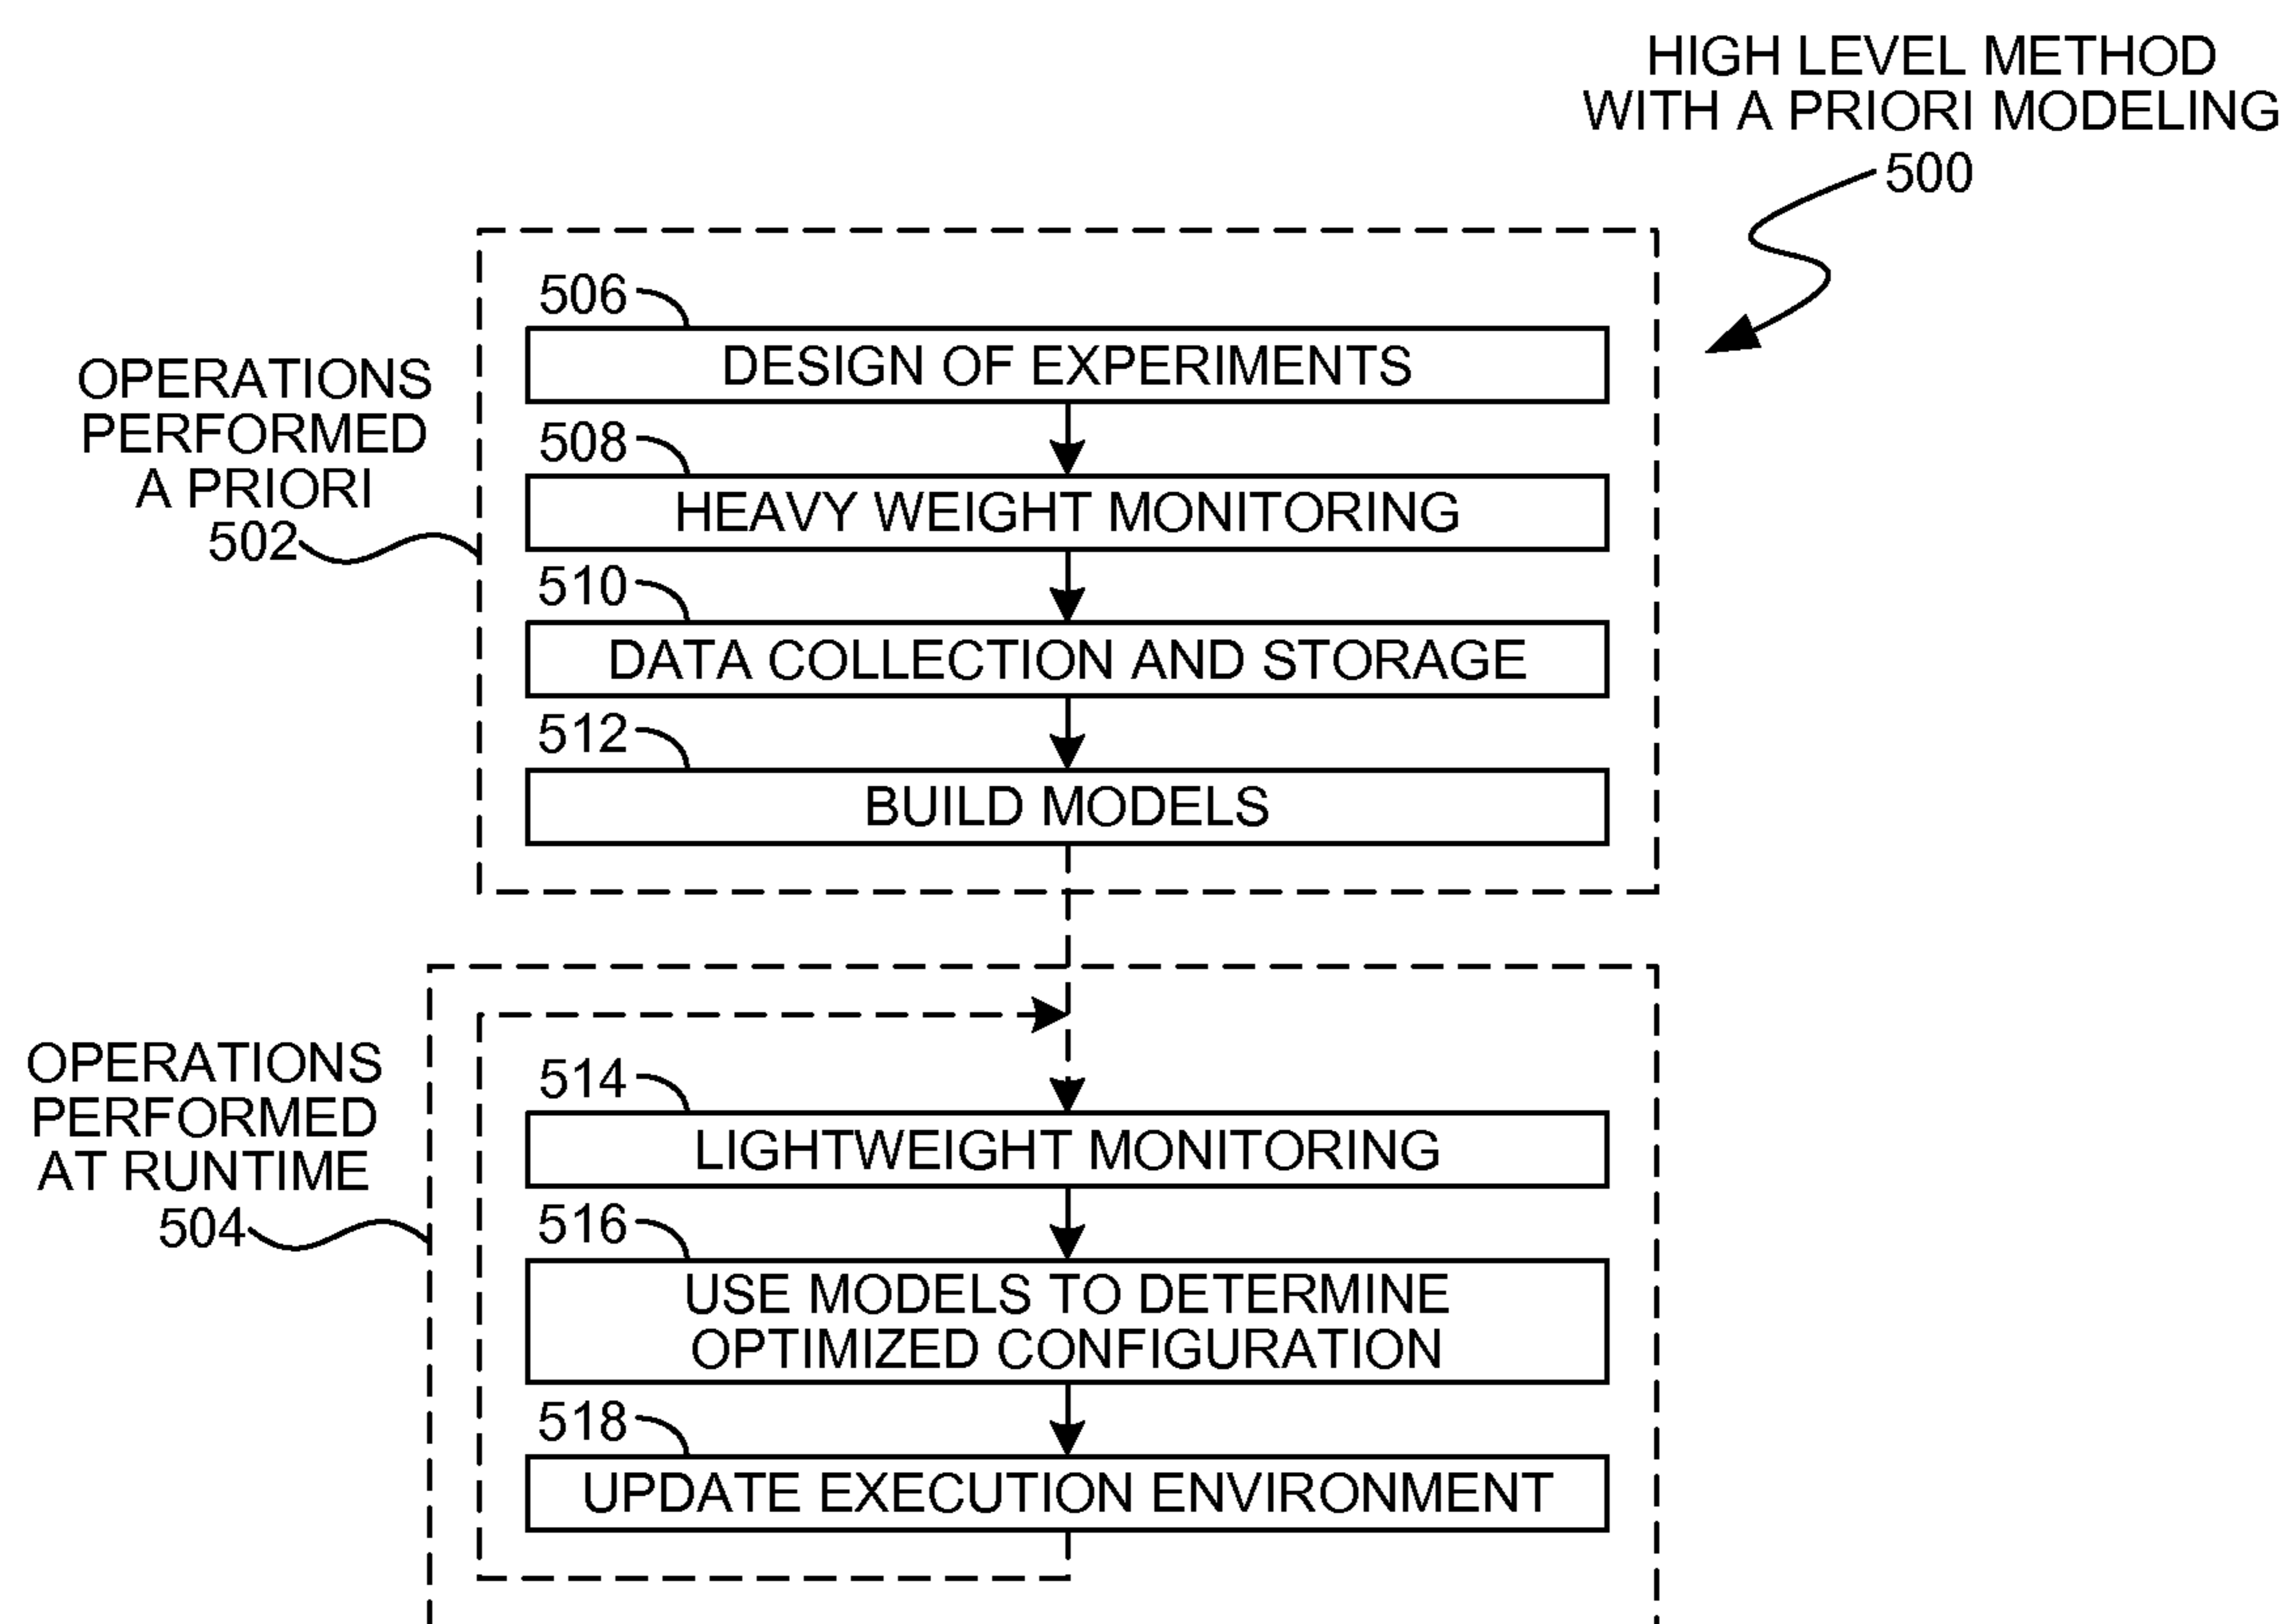 HIGH LEVEL METHOD
WITH A PRIORI MODELING
500
506
DESIGN OF EXPERIMENTS
OPERATIONS
PERFORMED
A PRIORI
502
508
HEAVY WEIGHT MONITORING
510
DATA COLLECTION AND STORAGE
512
BUILD MODELS
OPERATIONS
PERFORMED
AT RUNTIME
504
514
LIGHTWEIGHT MONITORING
516
USE MODELS TO DETERMINE
OPTIMIZED CONFIGURATION
518
UPDATE EXECUTION ENVIRONMENT